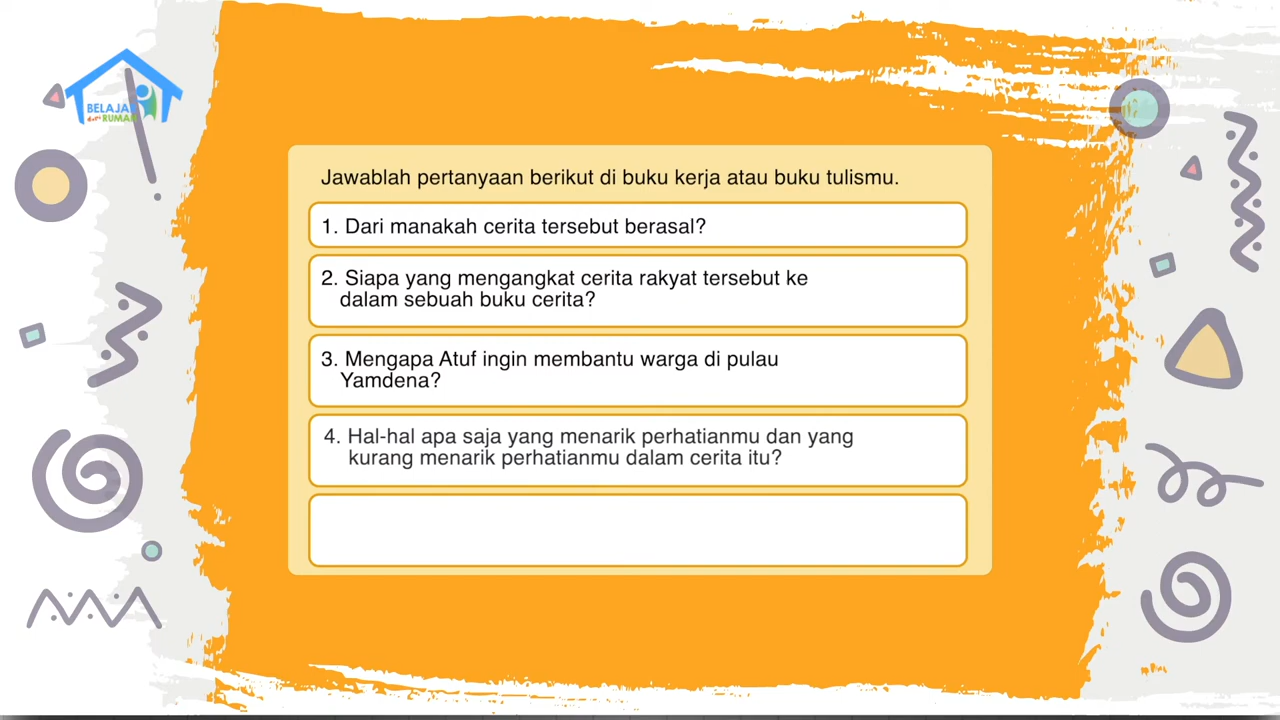 BELAJAR
dari RUMAH
Jawablah pertanyaan berikut di buku kerja atau buku tulismu.
1. Dari manakah cerita tersebut berasal?
2. Siapa yang mengangkat cerita rakyat tersebut ke
dalam sebuah buku cerita?
3. Mengapa Atuf ingin membantu warga di pulau
Yamdena?
4. Hal-hal apa saja yang menarik perhatianmu dan yang
kurang menarik perhatianmu dalam cerita itu?